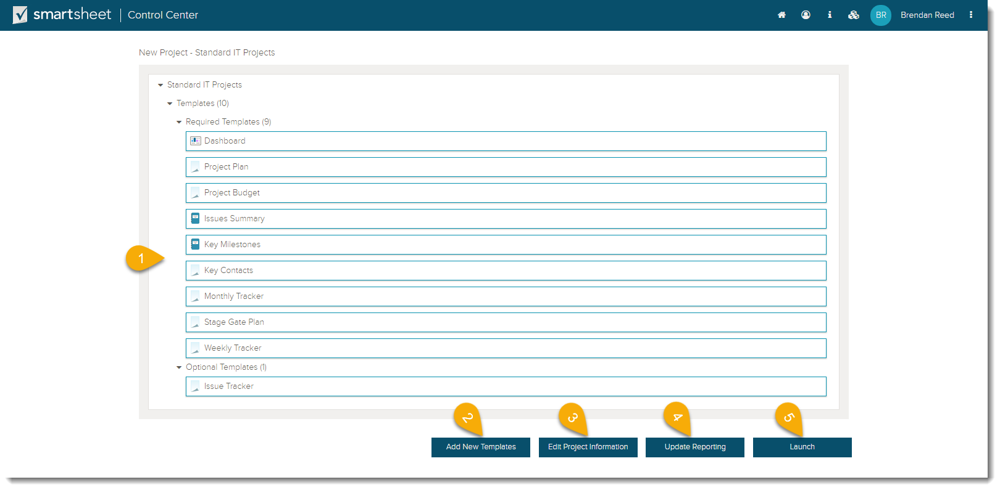 smartsheet Control Center BR Brendan Reed
New Project - Standard IT Projects
Standard IT Projects
Templates (10)
Required Templates (9)
Dashboard
Project Plan
Project Budget
Issues Summary
Key Milestones
1
Key Contacts
Monthly Tracker
Stage Gate Plan
Weekly Tracker
Optional Templates (1)
Issue Tracker
2 3 4 5
Add New Templates Edit Project Information Update Reporting Launch